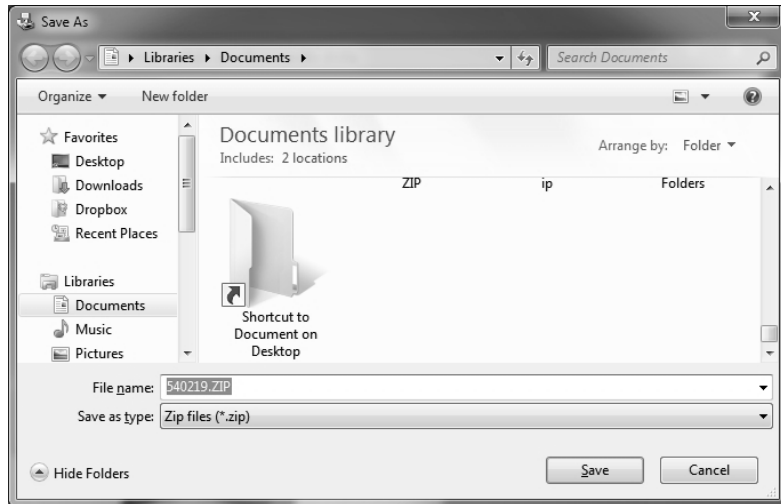 Save As
Libraries Documents
Search Documents
Organize New folder
Favorites
Desktop
Downloads
Dropbox
Recent Places
Libraries
Documents
Music
Pictures
Documents library
Includes: 2 locations
Arrange by: Folder
ZIP ip Folders
Shortcut to
Document on
Desktop
File name: 540219.ZIP
Save as type: Zip files (*.zip)
Hide Folders
Save Cancel